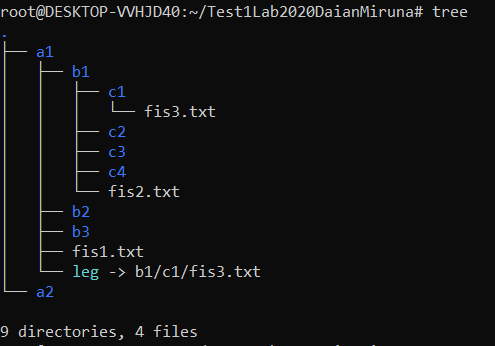 root@DESKTOP-VVHJD40:~/Test1Lab2020DaianMiruna# tree
.
├── a1
│   ├── b1
│   │   ├── c1
│   │   │   └── fis3.txt
│   │   ├── c2
│   │   ├── c3
│   │   ├── c4
│   │   └── fis2.txt
│   ├── b2
│   ├── b3
│   ├── fis1.txt
│   └── leg -> b1/c1/fis3.txt
└── a2
9 directories, 4 files